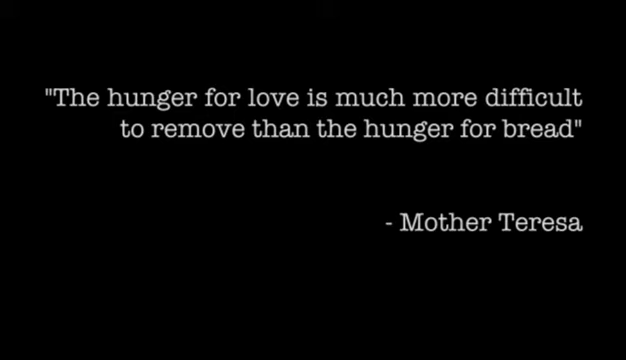 "The hunger for love is much more difficult
to remove than the hunger for bread"
- Mother Teresa